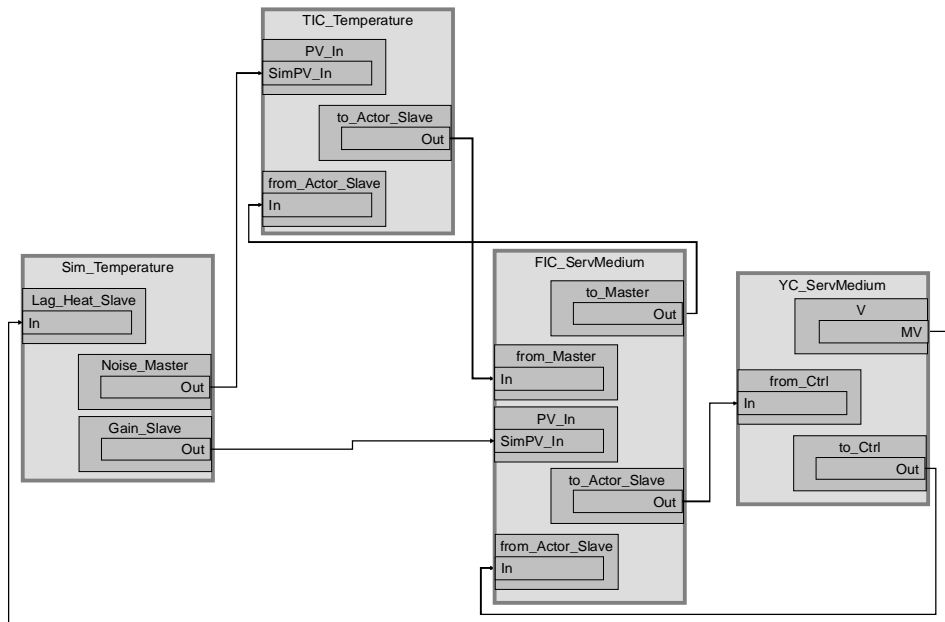 TIC_Temperature
PV_In
SimPV_In
to_Actor_Slave
Out
from_Actor_Slave
In
Sim_Temperature
Lag_Heat_Slave
In
Noise_Master
Out
Gain_Slave
Out
FIC_ServMedium
to_Master
Out
from_Master
In
PV_In
SimPV_In
to_Actor_Slave
Out
from_Actor_Slave
In
YC_ServMedium
V
MV
from_Ctrl
In
to_Ctrl
Out